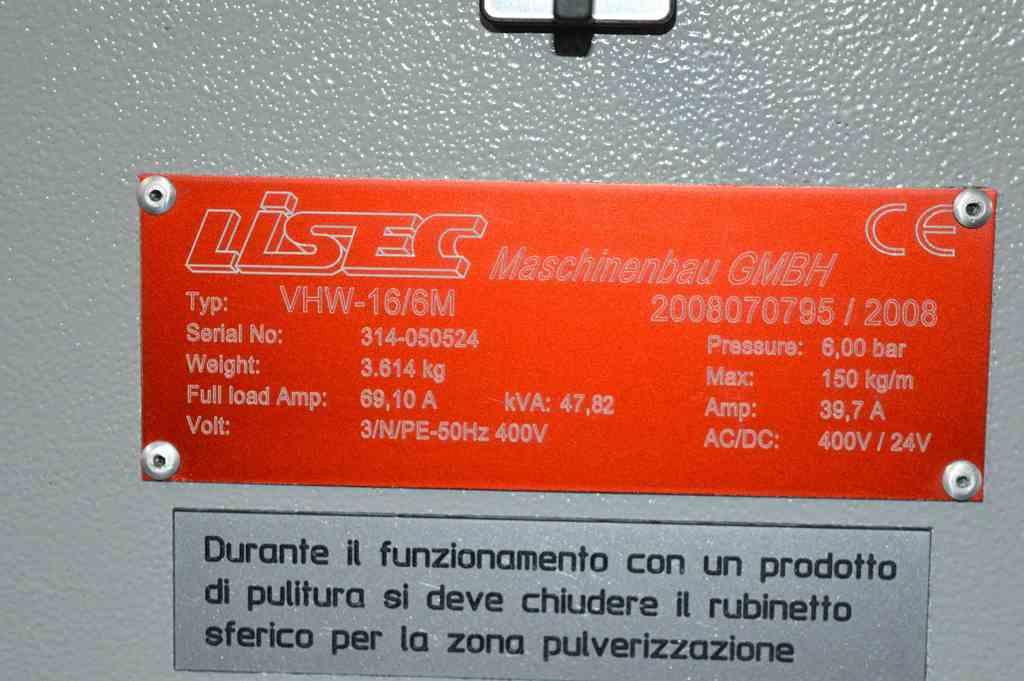 LiSEC Maschinenbau GMBH CE
Typ: VHW-16/6M 2008070795 / 2008
Serial No: 314-050524 Pressure: 6,00 bar
Weight: 3.614 kg Max: 150 kg/m
Full load Amp: 69,10 A kVA: 47,82 Amp: 39,7 A
Volt: 3/N/PE-50Hz 400V AC/DC: 400V / 24V
Durante il funzionamento con un prodotto
di pulitura si deve chiudere il rubinetto
sferico per la zona pulverizzazione